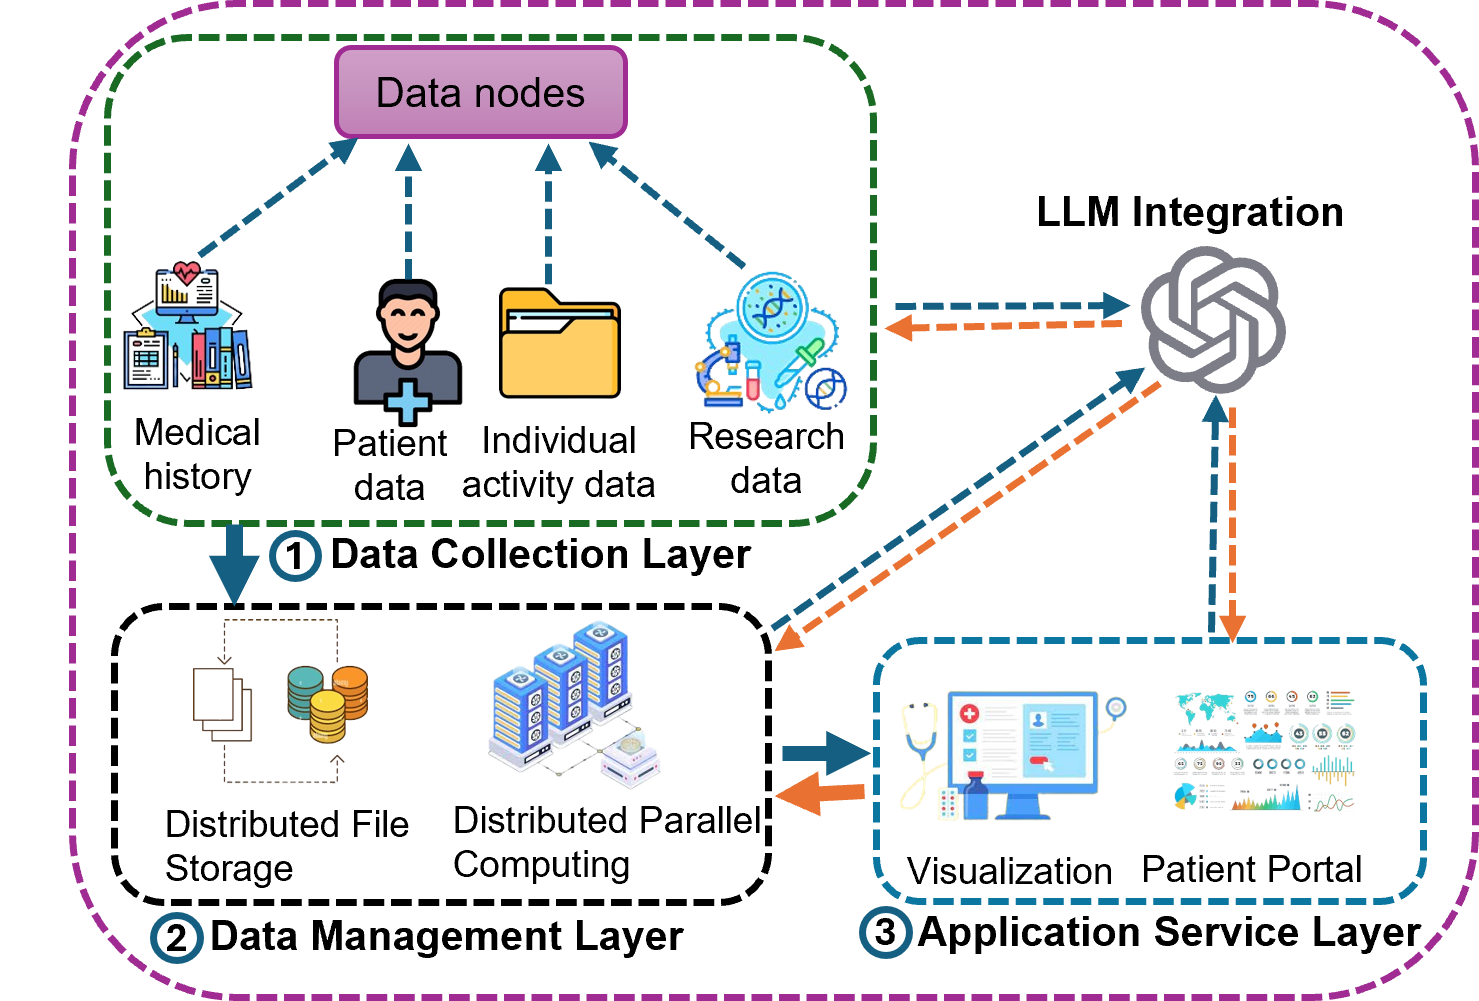 Data nodes
LLM Integration
Medical
history
Patient
data
Individual
activity data
Research
data
1 Data Collection Layer
Distributed File
Storage
Distributed Parallel
Computing
Visualization
Patient Portal
2 Data Management Layer
3 Application Service Layer